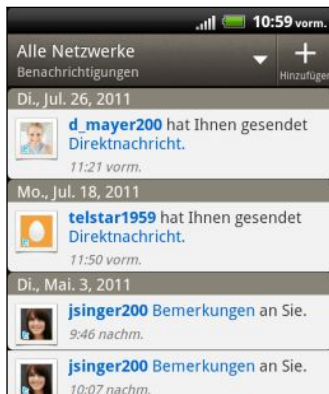 10:59 vorm.
Alle Netzwerke
Benachrichtigungen
Hinzufügen
Di., Jul. 26, 2011
d_mayer200 hat Ihnen gesendet
Direktnachricht.
11:21 vorm.
Mo., Jul. 18, 2011
telstar1959 hat Ihnen gesendet
Direktnachricht.
11:50 vorm.
Di., Mai. 3, 2011
jsinger200 Bemerkungen an Sie.
9:46 nachm.
jsinger200 Bemerkungen an Sie.
10:07 nachm.